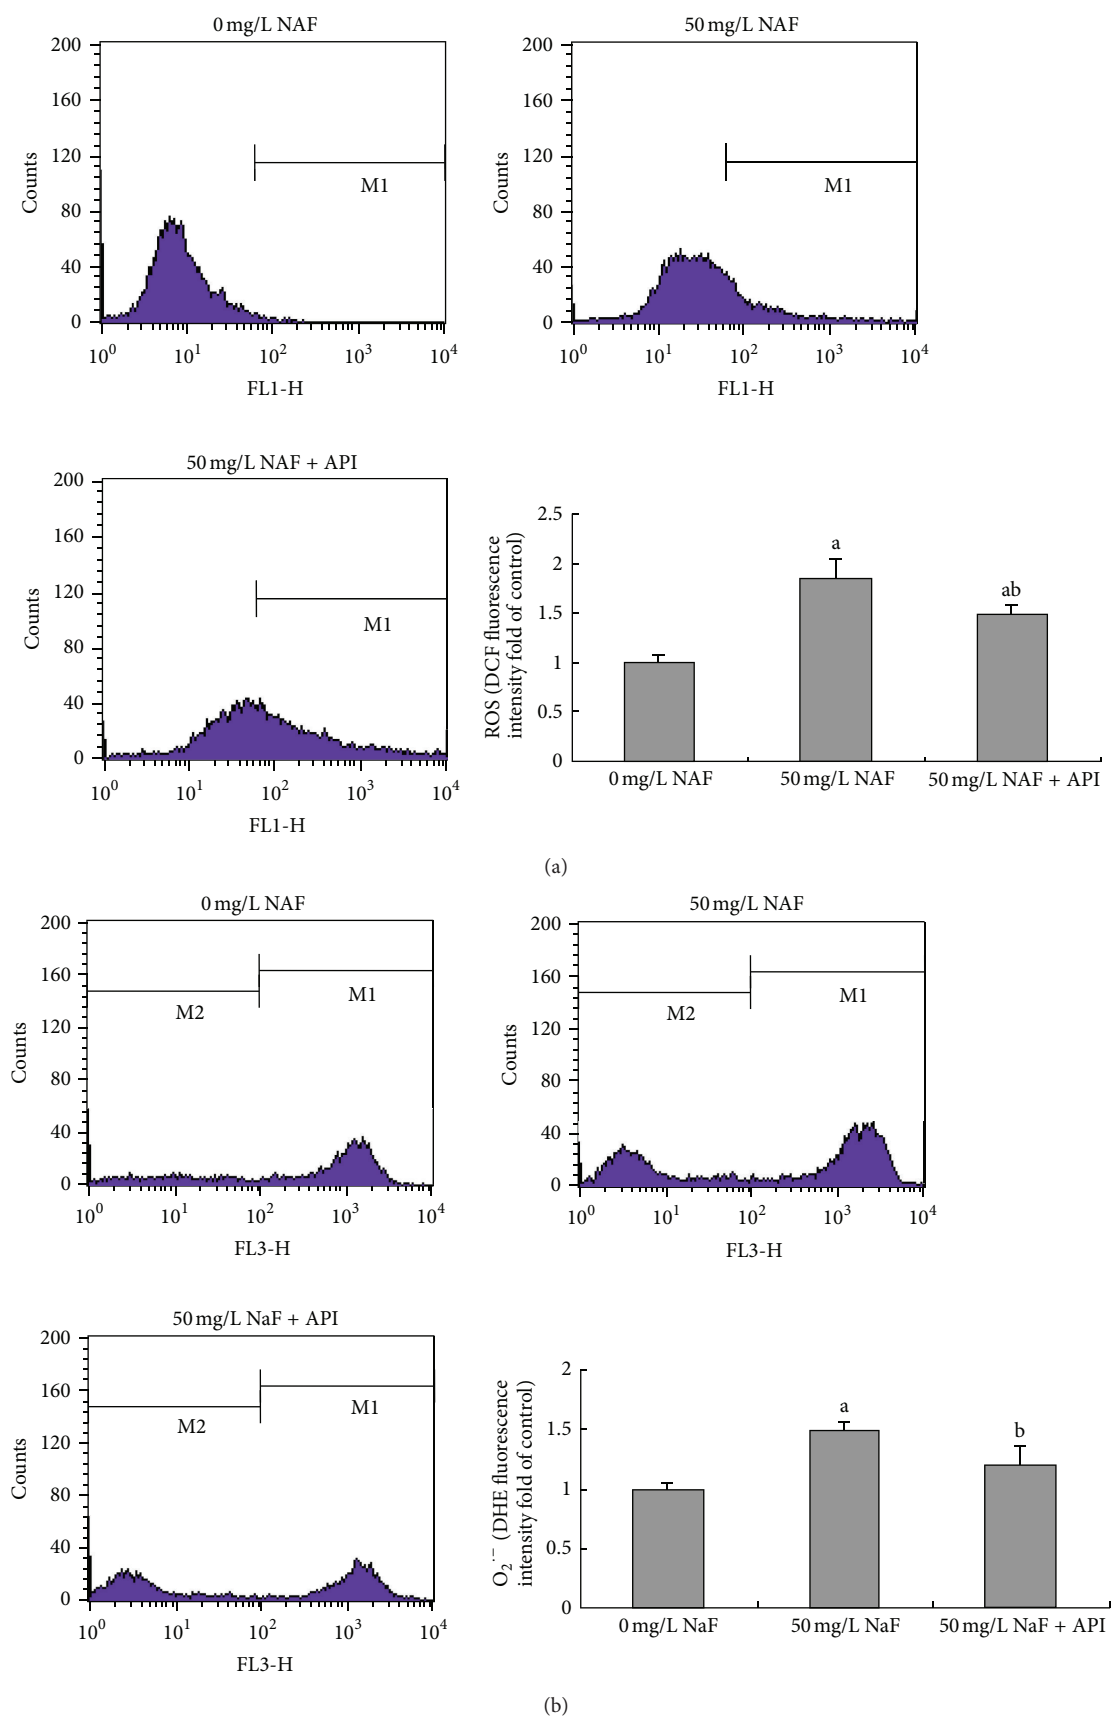 0 mg/L NAF
200
160
120
80
40
0
Counts
M1
10⁰ 10¹ 10² 10³ 10⁴
FL1-H
50 mg/L NAF
200
160
120
80
40
0
Counts
M1
10⁰ 10¹ 10² 10³ 10⁴
FL1-H
50 mg/L NAF + API
200
160
120
80
40
0
Counts
M1
10⁰ 10¹ 10² 10³ 10⁴
FL1-H
2.5
2
1.5
1
0.5
0
ROS (DCF fluorescence
intensity fold of control)
a
ab
0 mg/L NAF 50 mg/L NAF 50 mg/L NAF + API
(a)
0 mg/L NAF
200
160
120
80
40
0
Counts
M1
M2
10⁰ 10¹ 10² 10³ 10⁴
FL3-H
50 mg/L NAF
200
160
120
80
40
0
Counts
M1
M2
10⁰ 10¹ 10² 10³ 10⁴
FL3-H
50 mg/L NaF + API
200
160
120
80
40
0
Counts
M1
M2
10⁰ 10¹ 10² 10³ 10⁴
FL3-H
2
1.5
1
0.5
0
O₂·⁻ (DHE fluorescence
intensity fold of control)
a
b
0 mg/L NaF 50 mg/L NaF 50 mg/L NaF + API
(b)